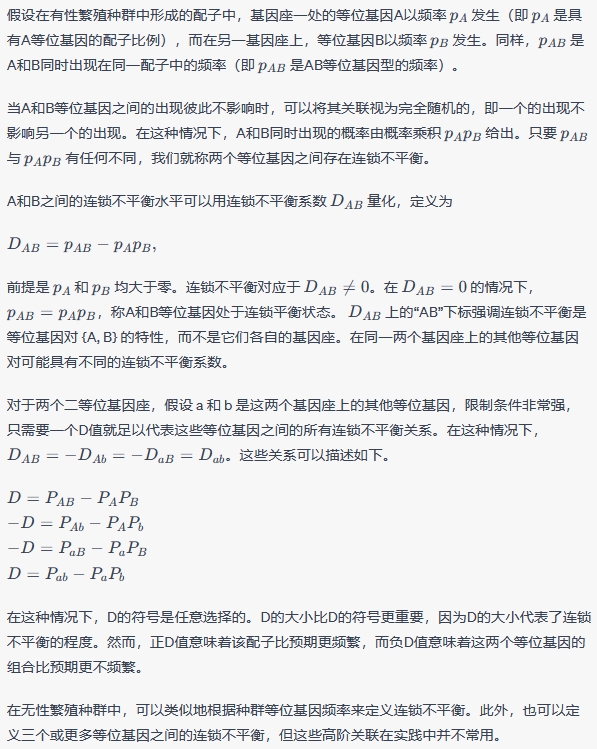 假设在有性繁殖种群中形成的配子中，基因座一处的等位基因A以频率 p_A 发生（即 p_A 是具
有A等位基因的配子比例），而在另一基因座上，等位基因B以频率 p_B 发生。同样，p_{AB} 是
A和B同时出现在同一配子中的频率（即 p_{AB} 是AB等位基因型的频率）。
当A和B等位基因之间的出现彼此不影响时，可以将其关联视为完全随机的，即一个的出现不
影响另一个的出现。在这种情况下，A和B同时出现的概率由概率乘积 p_A p_B 给出。只要 p_{AB}
与 p_A p_B 有任何不同，我们就称两个等位基因之间存在连锁不平衡。
A和B之间的连锁不平衡水平可以用连锁不平衡系数 D_{AB} 量化，定义为
D_{AB} = p_{AB} − p_A p_B,
前提是 p_A 和 p_B 均大于零。连锁不平衡对应于 D_{AB} ≠ 0。在 D_{AB} = 0 的情况下，
p_{AB} = p_A p_B，称A和B等位基因处于连锁平衡状态。 D_{AB} 上的“AB”下标强调连锁不平衡是
等位基因对 {A, B} 的特性，而不是它们各自的基因座。在同一两个基因座上的其他等位基因
对可能具有不同的连锁不平衡系数。
对于两个二等位基因座，假设 a 和 b 是这两个基因座上的其他等位基因，限制条件非常强，
只需要一个D值就足以代表这些等位基因之间的所有连锁不平衡关系。在这种情况下，
D_{AB} = −D_{Ab} = −D_{aB} = D_{ab}。这些关系可以描述如下。
D = P_{AB} − P_A P_B
−D = P_{Ab} − P_A P_b
−D = P_{aB} − P_a P_B
D = P_{ab} − P_a P_b
在这种情况下，D的符号是任意选择的。D的大小比D的符号更重要，因为D的大小代表了连锁
不平衡的程度。然而，正D值意味着该配子比预期更频繁，而负D值意味着这两个等位基因的
组合比预期更不频繁。
在无性繁殖种群中，可以类似地根据种群等位基因频率来定义连锁不平衡。此外，也可以定
义三个或更多等位基因之间的连锁不平衡，但这些高阶关联在实践中并不常用。